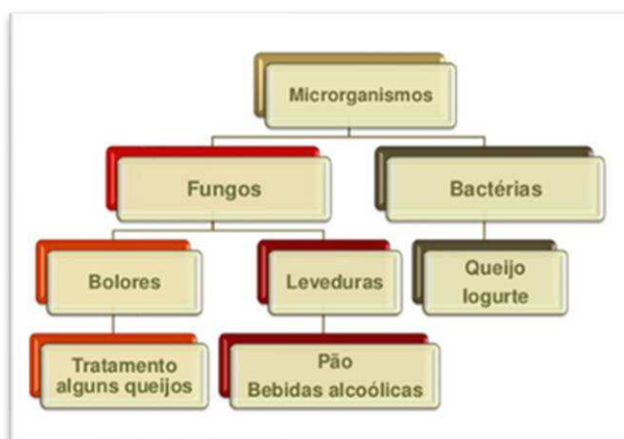 Microrganismos
Fungos
Bactérias
Bolores
Leveduras
Queijo
Iogurte
Tratamento
alguns queijos
Pão
Bebidas alcoólicas